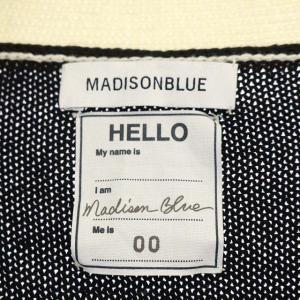 MADISONBLUE
HELLO
My name is
I am
Madison Blue
Me is
00